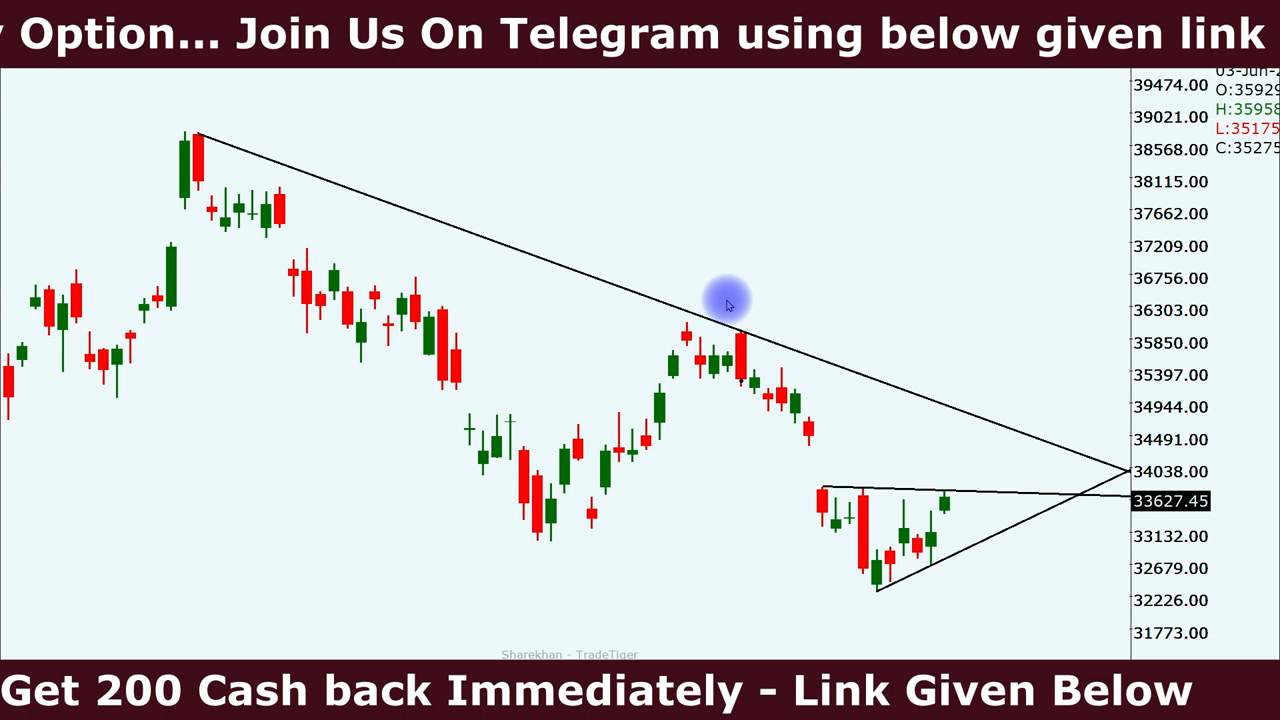 Option... Join Us On Telegram using below given link
39474.00
O:35929
39021.00
H:35958
L:35175
38568.00
C:35275
38115.00
37662.00
37209.00
36756.00
36303.00
35850.00
35397.00
34944.00
34491.00
34038.00
33627.45
33132.00
32679.00
32226.00
31773.00
Sharekhan - TradeTiger
Get 200 Cash back Immediately - Link Given Below